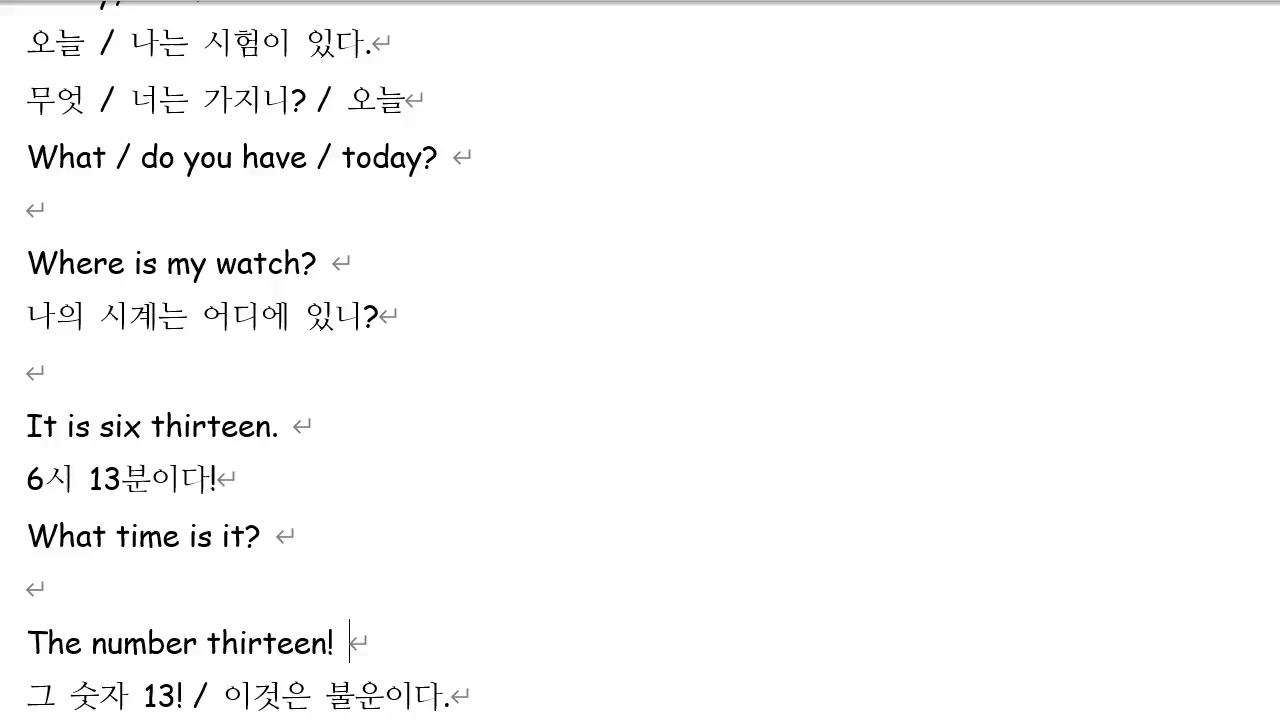 오늘 / 나는 시험이 있다.
무엇 / 너는 가지니? / 오늘
What / do you have / today?
Where is my watch?
나의 시계는 어디에 있니?
It is six thirteen.
6시 13분이다!
What time is it?
The number thirteen!
그 숫자 13! / 이것은 불운이다.